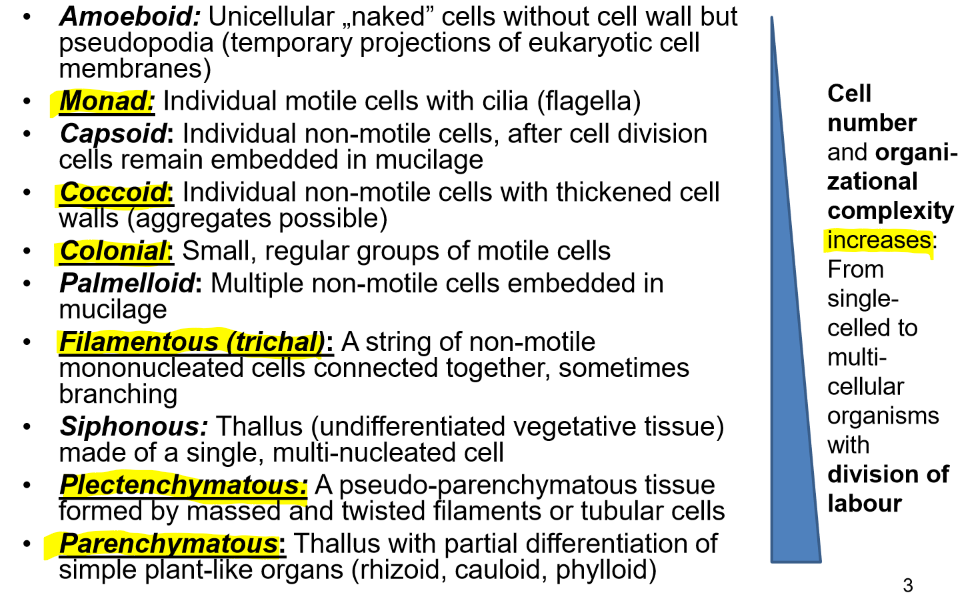 • Amoeboid: Unicellular „naked” cells without cell wall but
pseudopodia (temporary projections of eukaryotic cell
membranes)
• Monad: Individual motile cells with cilia (flagella)
• Capsoid: Individual non-motile cells, after cell division
cells remain embedded in mucilage
• Coccoid: Individual non-motile cells with thickened cell
walls (aggregates possible)
• Colonial: Small, regular groups of motile cells
• Palmelloid: Multiple non-motile cells embedded in
mucilage
• Filamentous (trichal): A string of non-motile
mononucleated cells connected together, sometimes
branching
• Siphonous: Thallus (undifferentiated vegetative tissue)
made of a single, multi-nucleated cell
• Plectenchymatous: A pseudo-parenchymatous tissue
formed by massed and twisted filaments or tubular cells
• Parenchymatous: Thallus with partial differentiation of
simple plant-like organs (rhizoid, cauloid, phylloid)
Cell
number
and organi-
zational
complexity
increases:
From
single-
celled to
multi-
cellular
organisms
with
division of
labour
3